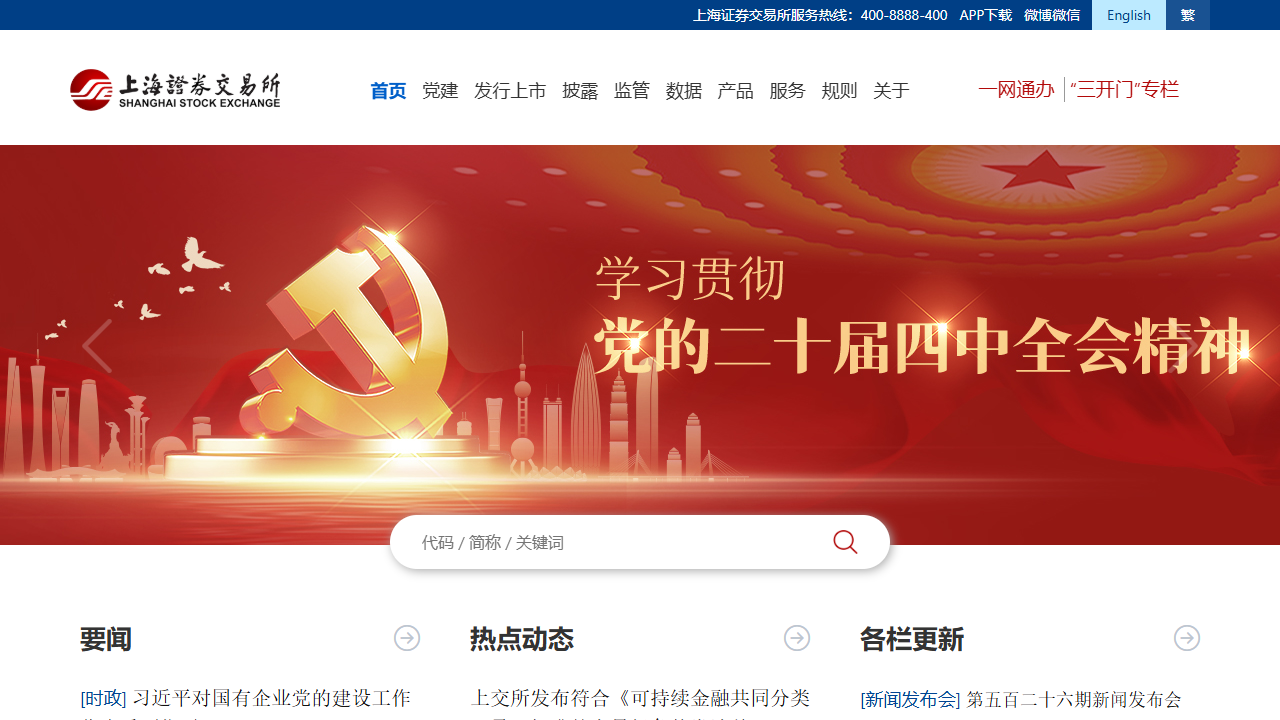 上海证券交易所服务热线：400-8888-400 APP下载 微博微信 English 繁
上海證券交易所
SHANGHAI STOCK EXCHANGE
首页 党建 发行上市 披露 监管 数据 产品 服务 规则 关于
一网通办 “三开门”专栏
学习贯彻
党的二十届四中全会精神
代码 / 简称 / 关键词
要闻 热点动态 各栏更新
[时政] 习近平对国有企业党的建设工作
上交所发布符合《可持续金融共同分类
[新闻发布会] 第五百二十六期新闻发布会